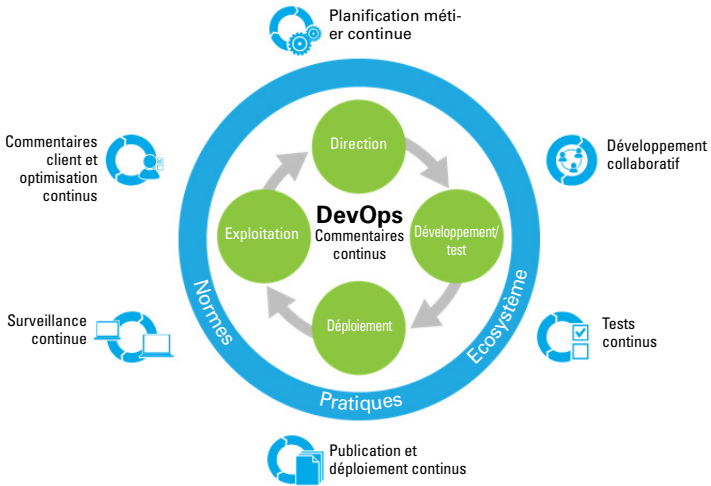 Planification méti-
er continue
Commentaires
client et
optimisation
continus
Développement
collaboratif
Direction
DevOps
Commentaires
continus
Exploitation
Développement/
test
Déploiement
Normes
Pratiques
Ecosystème
Surveillance
continue
Tests
continus
Publication et
déploiement continus